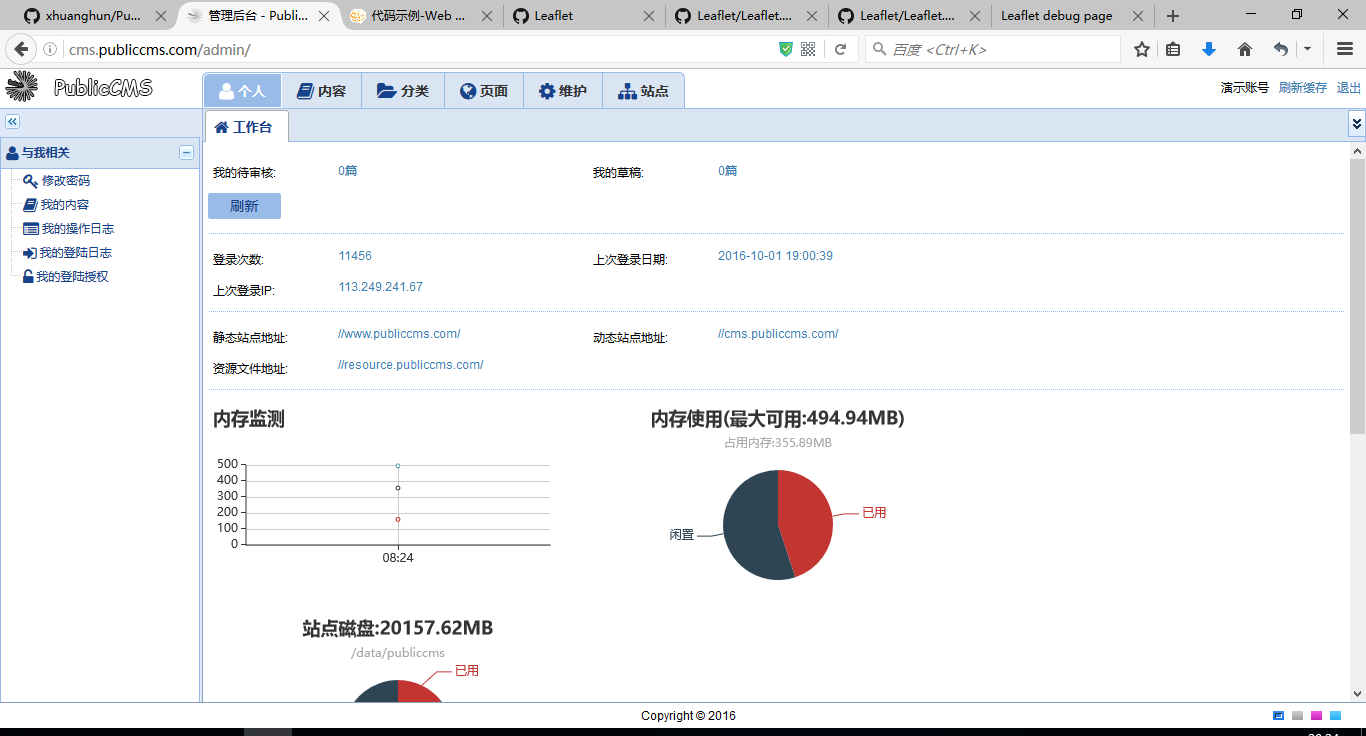 xhuanghun/Pu...
管理后台 - Publi...
代码示例-Web ...
Leaflet
Leaflet/Leaflet....
Leaflet/Leaflet....
Leaflet debug page
cms.publiccms.com/admin/
百度 <Ctrl+K>
PublicCMS
个人
内容
分类
页面
维护
站点
演示账号 刷新缓存 退出
与我相关
修改密码
我的内容
我的操作日志
我的登陆日志
我的登陆授权
工作台
我的待审核: 0篇 我的草稿: 0篇
刷新
登录次数: 11456 上次登录日期: 2016-10-01 19:00:39
上次登录IP: 113.249.241.67
静态站点地址: //www.publiccms.com/ 动态站点地址: //cms.publiccms.com/
资源文件地址: //resource.publiccms.com/
内存监测
500
400
300
200
100
0
08:24
内存使用(最大可用:494.94MB)
占用内存:355.89MB
已用
闲置
站点磁盘:20157.62MB
/data/publiccms
已用
Copyright © 2016